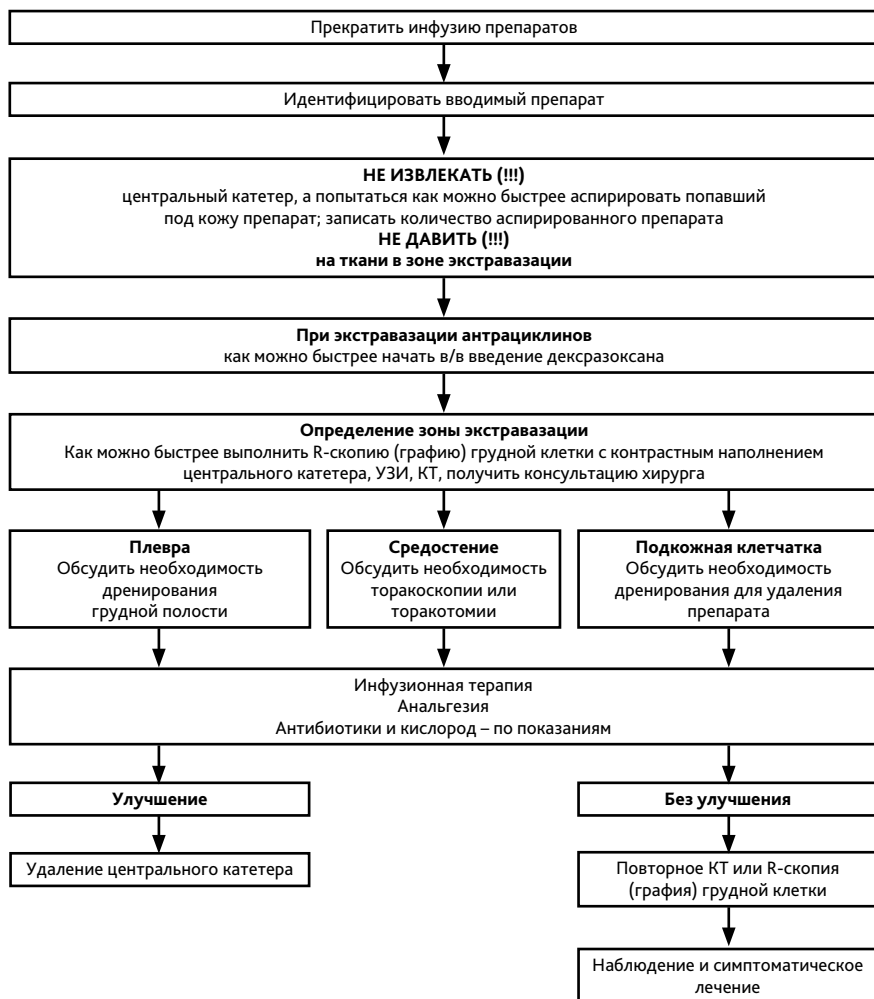 Прекратить инфузию препаратов
Идентифицировать вводимый препарат
НЕ ИЗВЛЕКАТЬ (!!!)
центральный катетер, а попытаться как можно быстрее аспирировать попавший
под кожу препарат; записать количество аспирированного препарата
НЕ ДАВИТЬ (!!!)
на ткани в зоне экстравазации
При экстравазации антрациклинов
как можно быстрее начать в/в введение дексразоксана
Определение зоны экстравазации
Как можно быстрее выполнить R-скопию (графию) грудной клетки с контрастным наполнением
центрального катетера, УЗИ, КТ, получить консультацию хирурга
Плевра
Обсудить необходимость
дренирования
грудной полости
Средостение
Обсудить необходимость
торакоскопии или
торакотомии
Подкожная клетчатка
Обсудить необходимость
дренирования для удаления
препарата
Инфузионная терапия
Анальгезия
Антибиотики и кислород – по показаниям
Улучшение
Удаление центрального катетера
Без улучшения
Повторное КТ или R-скопия
(графия) грудной клетки
Наблюдение и симптоматическое
лечение